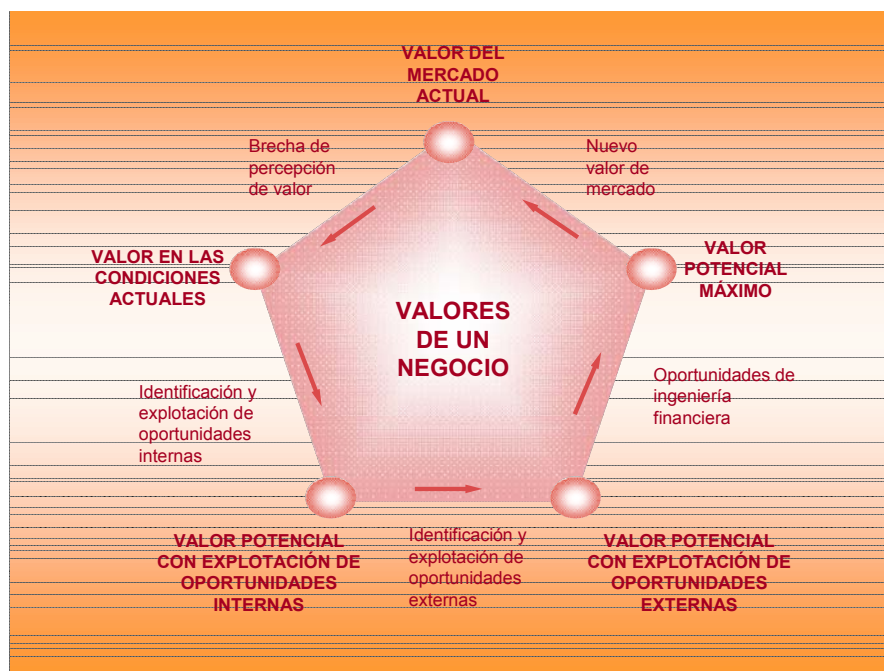 VALOR DEL
MERCADO
ACTUAL
Brecha de
percepción
de valor
Nuevo
valor de
mercado
VALOR EN LAS
CONDICIONES
ACTUALES
VALOR
POTENCIAL
MÁXIMO
VALORES
DE UN
NEGOCIO
Identificación y
explotación de
oportunidades
internas
Oportunidades de
ingeniería
financiera
VALOR POTENCIAL
CON EXPLOTACIÓN DE
OPORTUNIDADES
INTERNAS
Identificación y
explotación de
oportunidades
externas
VALOR POTENCIAL
CON EXPLOTACIÓN DE
OPORTUNIDADES
EXTERNAS